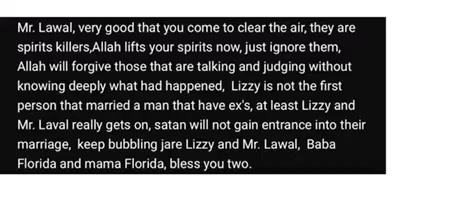 Mr. Lawal, very good that you come to clear the air, they are
spirits killers,Allah lifts your spirits now, just ignore them,
Allah will forgive those that are talking and judging without
knowing deeply what had happened,  Lizzy is not the first
person that married a man that have ex's, at least Lizzy and
Mr. Laval really gets on, satan will not gain entrance into their
marriage,  keep bubbling jare Lizzy and Mr. Lawal,  Baba
Florida and mama Florida, bless you two.